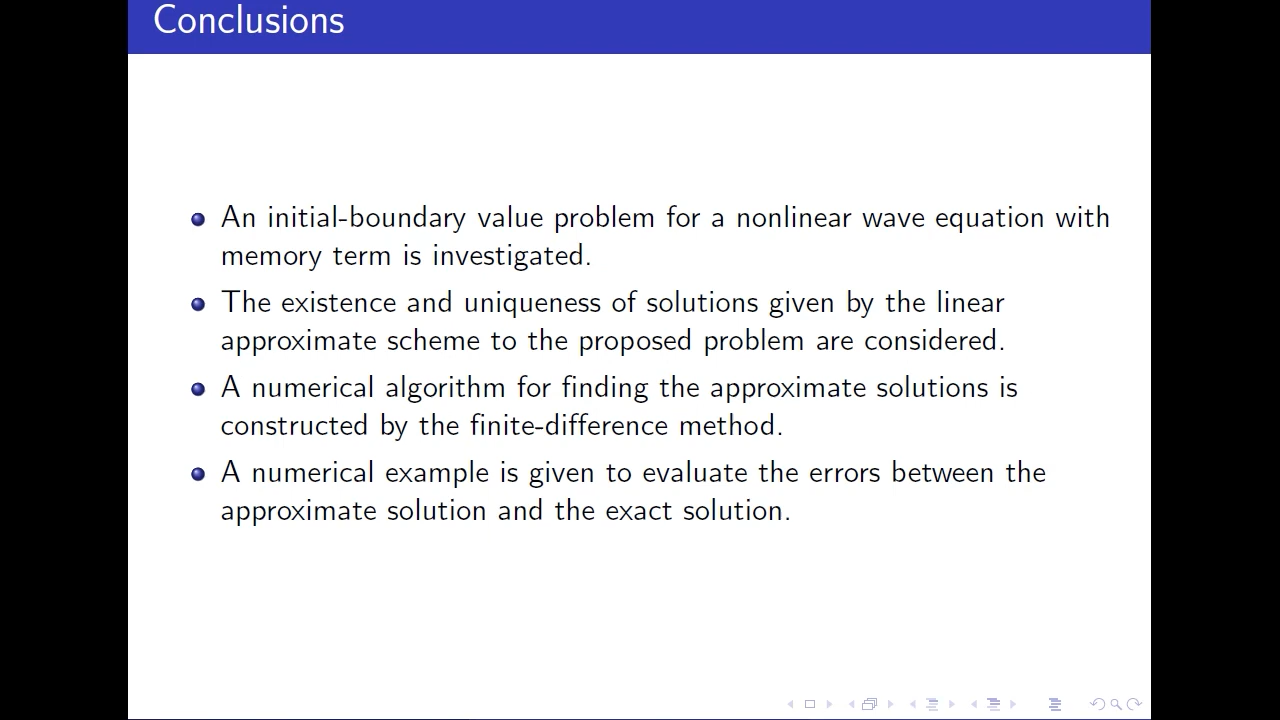 Conclusions
An initial-boundary value problem for a nonlinear wave equation with
memory term is investigated.
The existence and uniqueness of solutions given by the linear
approximate scheme to the proposed problem are considered.
A numerical algorithm for finding the approximate solutions is
constructed by the finite-difference method.
A numerical example is given to evaluate the errors between the
approximate solution and the exact solution.